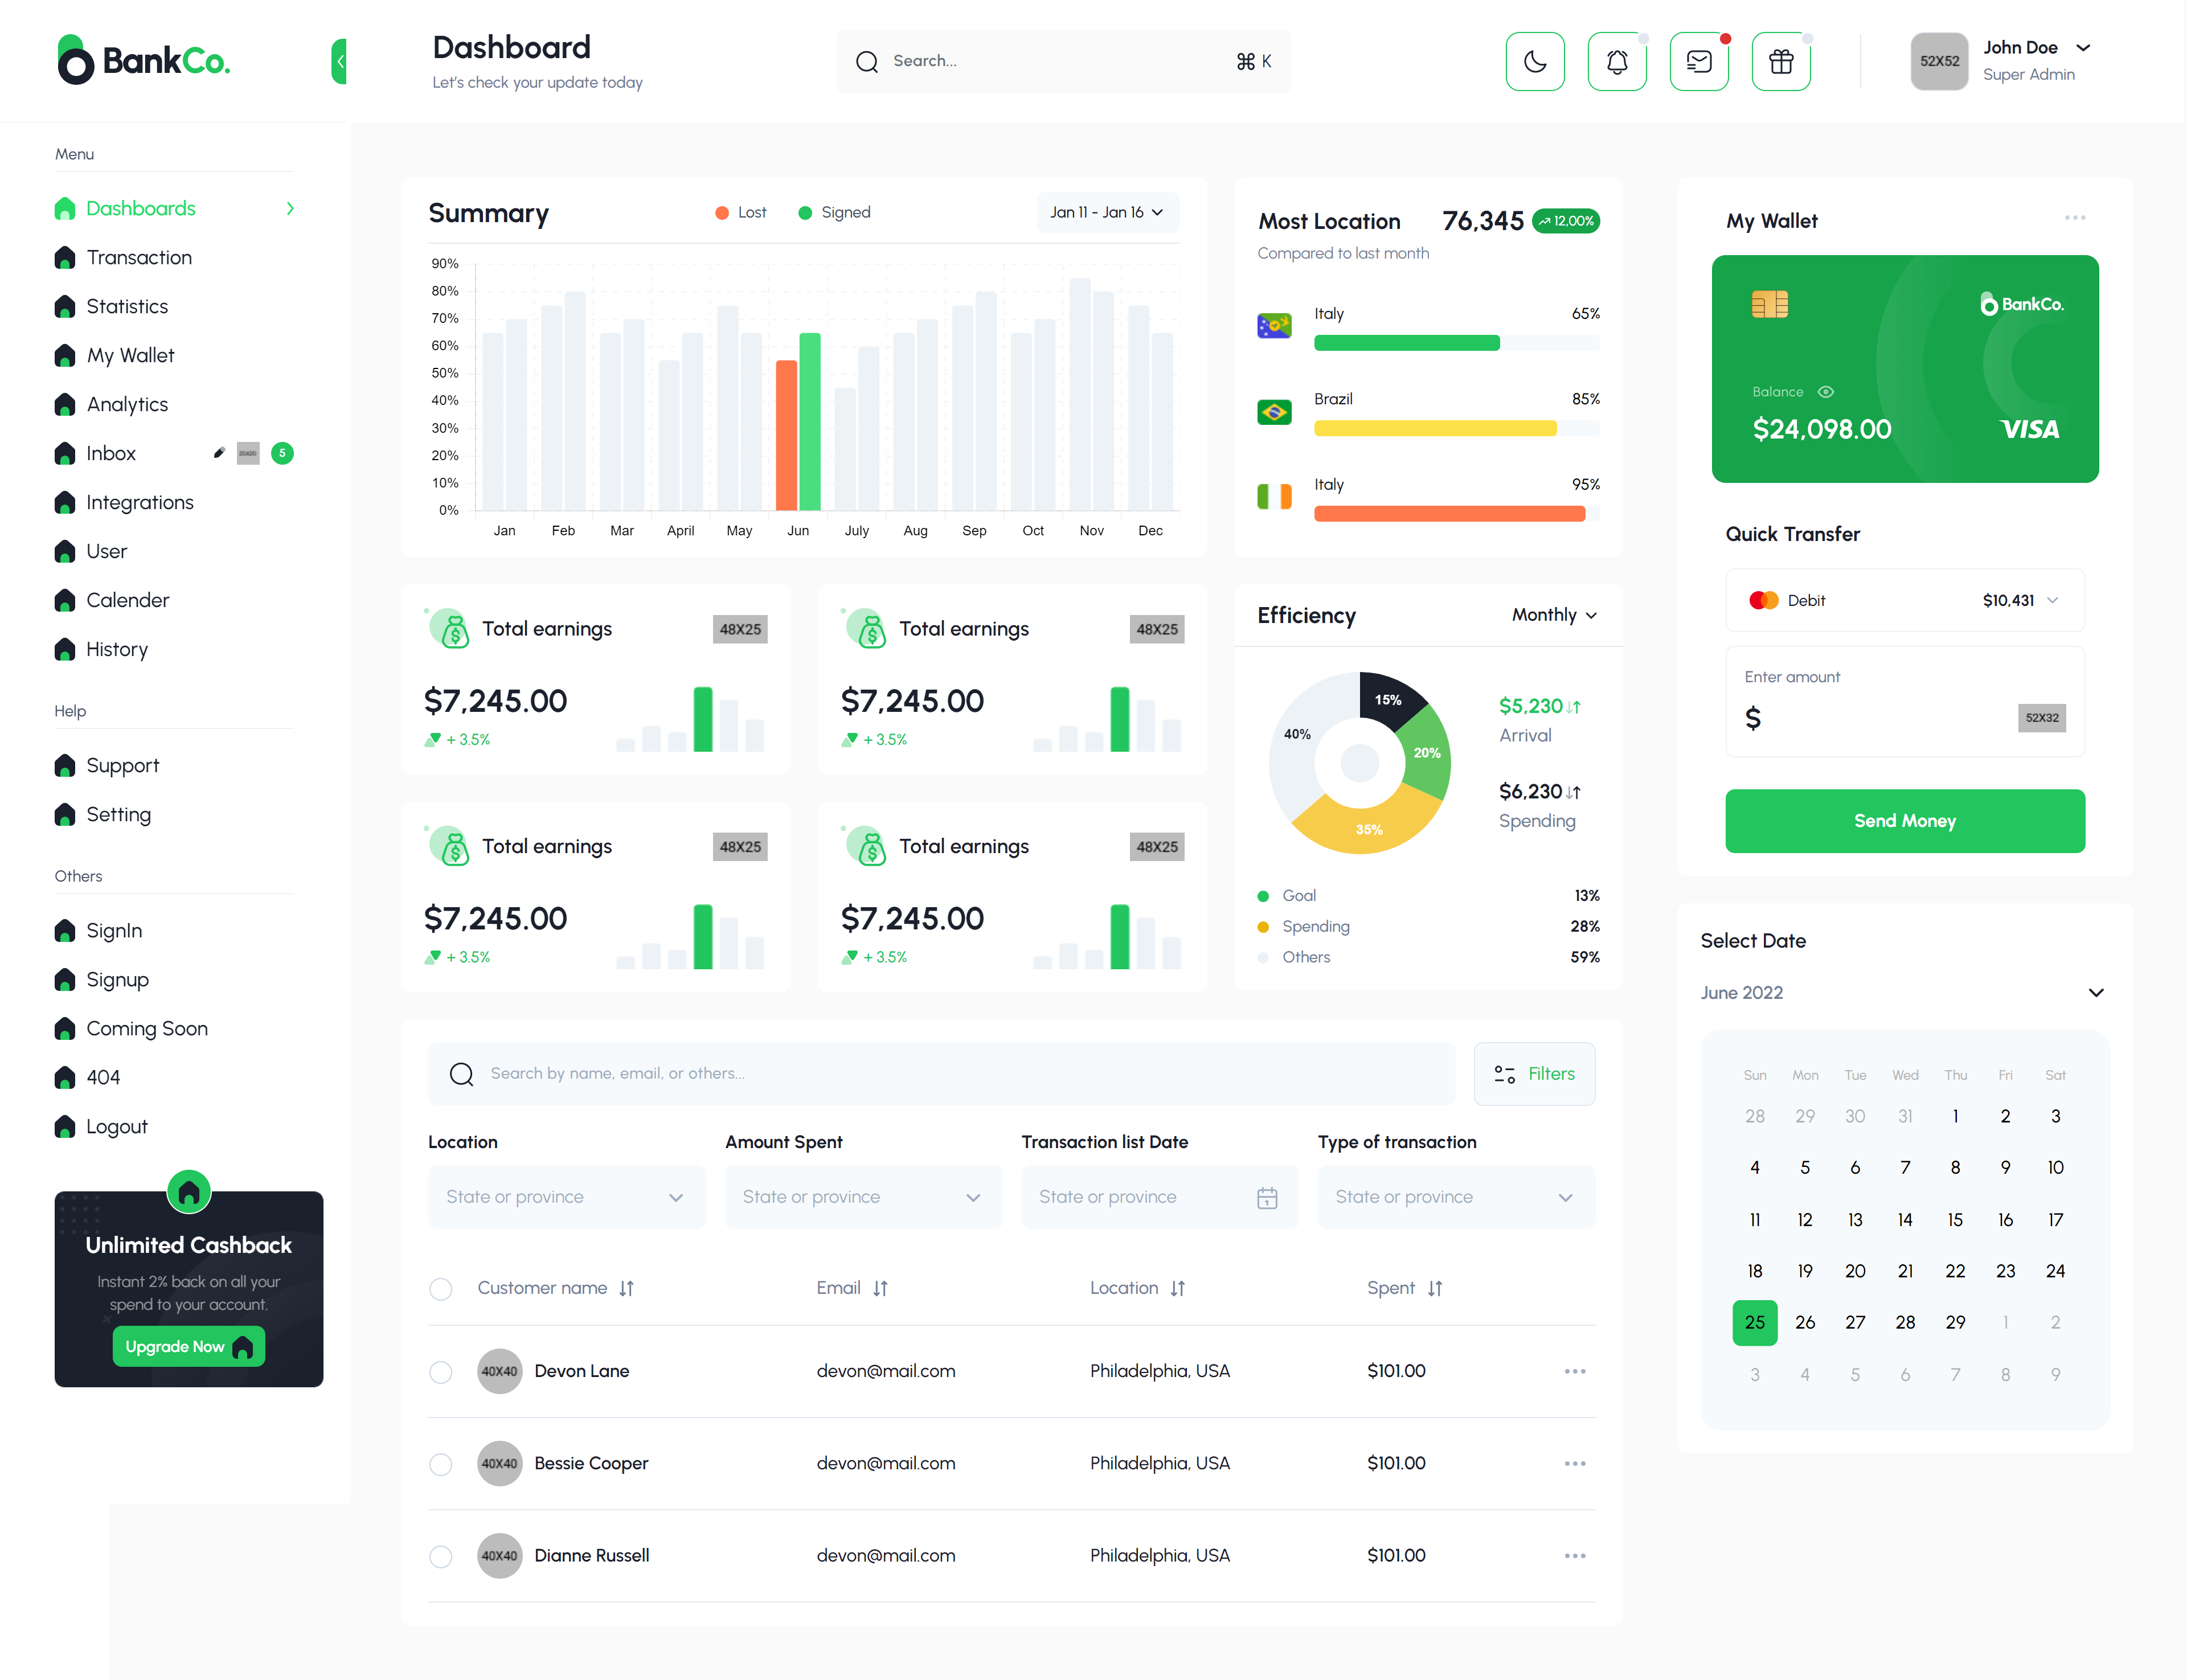 BankCo.
Dashboard
Let's check your update today
Search...
⌘ K
52X52
John Doe
Super Admin
Menu
Dashboards
Transaction
Statistics
My Wallet
Analytics
Inbox
20X20
5
Integrations
User
Calender
History
Help
Support
Setting
Others
SignIn
Signup
Coming Soon
404
Logout
Unlimited Cashback
Instant 2% back on all your
spend to your account.
Upgrade Now
Summary
Lost
Signed
Jan 11 - Jan 16
90%
80%
70%
60%
50%
40%
30%
20%
10%
0%
Jan Feb Mar April May Jun July Aug Sep Oct Nov Dec
Most Location
76,345
12,00%
Compared to last month
Italy 65%
Brazil 85%
Italy 95%
Total earnings
48X25
$7,245.00
+ 3.5%
Total earnings
48X25
$7,245.00
+ 3.5%
Total earnings
48X25
$7,245.00
+ 3.5%
Total earnings
48X25
$7,245.00
+ 3.5%
Efficiency
Monthly
15%
20%
35%
40%
$5,230
Arrival
$6,230
Spending
Goal 13%
Spending 28%
Others 59%
Search by name, email, or others...
Filters
Location
State or province
Amount Spent
State or province
Transaction list Date
State or province
1
Type of transaction
State or province
Customer name Email Location Spent
40X40 Devon Lane devon@mail.com Philadelphia, USA $101.00
40X40 Bessie Cooper devon@mail.com Philadelphia, USA $101.00
40X40 Dianne Russell devon@mail.com Philadelphia, USA $101.00
My Wallet
BankCo.
Balance
$24,098.00
VISA
Quick Transfer
Debit $10,431
Enter amount
$
52X32
Send Money
Select Date
June 2022
Sun Mon Tue Wed Thu Fri Sat
28 29 30 31 1 2 3
4 5 6 7 8 9 10
11 12 13 14 15 16 17
18 19 20 21 22 23 24
25 26 27 28 29 1 2
3 4 5 6 7 8 9